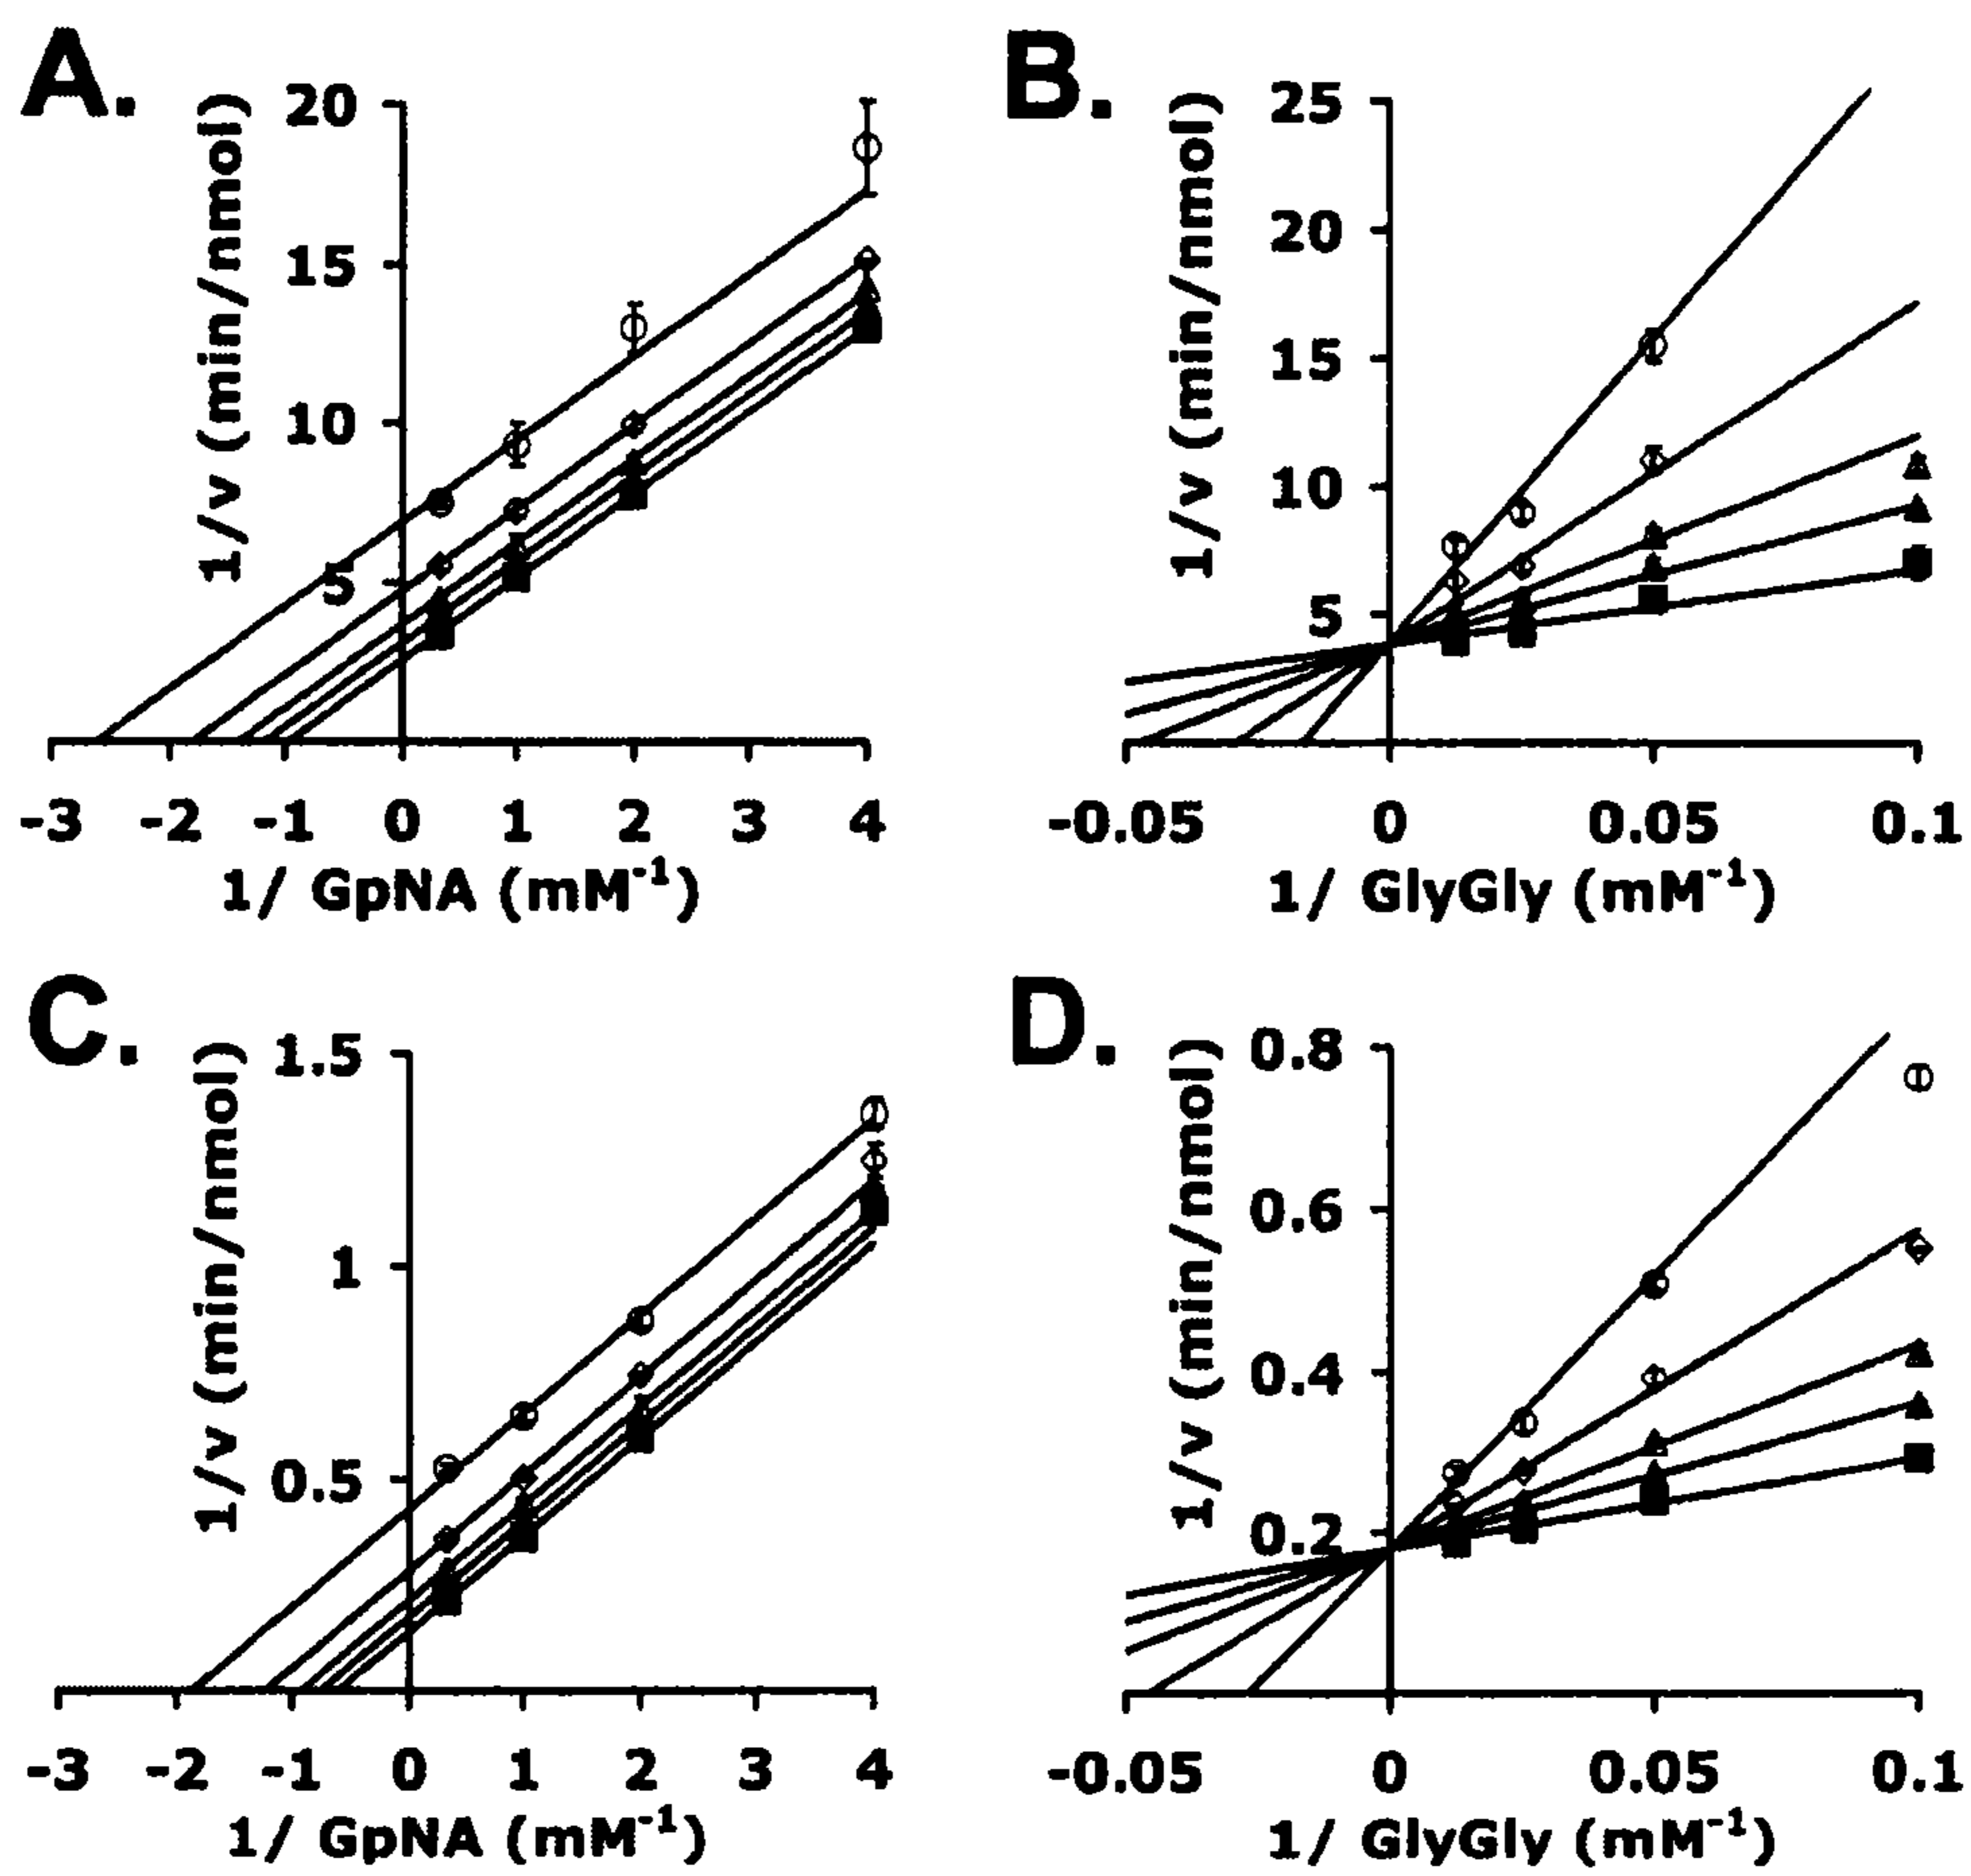 A.
1/v (min/nmol)
20
15
10
5
-3 -2 -1 0 1 2 3 4
1/ GpNA (mM⁻¹)
B.
1/v (min/nmol)
25
20
15
10
5
-0.05 0 0.05 0.1
1/ GlyGly (mM⁻¹)
C.
1/v (min/nmol)
1.5
1
0.5
-3 -2 -1 0 1 2 3 4
1/ GpNA (mM⁻¹)
D.
1/v (min/nmol)
0.8
0.6
0.4
0.2
-0.05 0 0.05 0.1
1/ GlyGly (mM⁻¹)